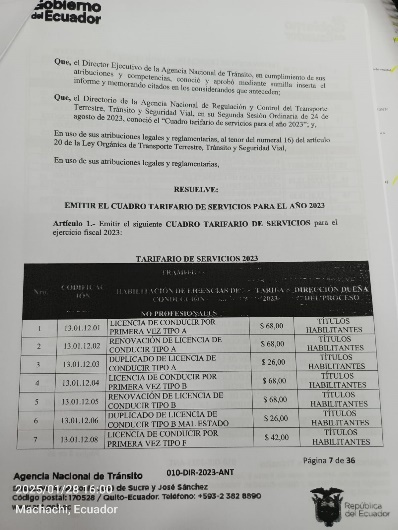 Gobierno
del Ecuador
Que, el Director Ejecutivo de la Agencia Nacional de Tránsito, en cumplimiento de sus
atribuciones y competencias, conoció y aprobó mediante sumilla inserta el
informe y memorando citados en los considerandos que anteceden;
Que, el Directorio de la Agencia Nacional de Regulación y Control del Transporte
Terrestre, Tránsito y Seguridad Vial, en su Segunda Sesión Ordinaria de 24 de
agosto de 2023, conoció el "Cuadro tarifario de servicios para el año 2023"; y,
En uso de sus atribuciones legales y reglamentarias, al tenor del numeral 16) del artículo
20 de la Ley Orgánica de Transporte Terrestre, Tránsito y Seguridad Vial,
En uso de sus atribuciones legales y reglamentarias,
RESUELVE:
EMITIR EL CUADRO TARIFARIO DE SERVICIOS PARA EL AÑO 2023
Artículo 1.- Emitir el siguiente CUADRO TARIFARIO DE SERVICIOS para el
ejercicio fiscal 2023:
TARIFARIO DE SERVICIOS 2023
CODIFICAC
IÓN
HABILITACIÓN DE LICENCIAS DE
CONDUCCIÓN
TARIFA
2023
DIRECCIÓN DUEÑA
DEL PROCESO
NO PROFESIONALES
1 13.01.12.01 LICENCIA DE CONDUCIR POR
PRIMERA VEZ TIPO A $ 68,00 TÍTULOS
HABILITANTES
2 13.01.12.02 RENOVACIÓN DE LICENCIA DE
CONDUCIR TIPO A $ 68,00 TÍTULOS
HABILITANTES
3 13.01.12.03 DUPLICADO DE LICENCIA DE
CONDUCIR TIPO A $ 26,00 TÍTULOS
HABILITANTES
4 13.01.12.04 LICENCIA DE CONDUCIR POR
PRIMERA VEZ TIPO B $ 68,00 TÍTULOS
HABILITANTES
5 13.01.12.05 RENOVACIÓN DE LICENCIA DE
CONDUCIR TIPO B $ 68,00 TÍTULOS
HABILITANTES
6 13.01.12.06 DUPLICADO DE LICENCIA DE
CONDUCIR TIPO B MAL ESTADO $ 26,00 TÍTULOS
HABILITANTES
7 13.01.12.08 LICENCIA DE CONDUCIR POR
PRIMERA VEZ TIPO F $ 42,00 TÍTULOS
HABILITANTES
Página 7 de 36
010-DIR-2023-ANT
Agencia Nacional de Tránsito
2025/01/28 16:00
de Sucre y José Sánchez
Código postal: 170528 / Quito-Ecuador. Teléfono: +593-2 382 8890
Machachi, Ecuador
República
del Ecuador